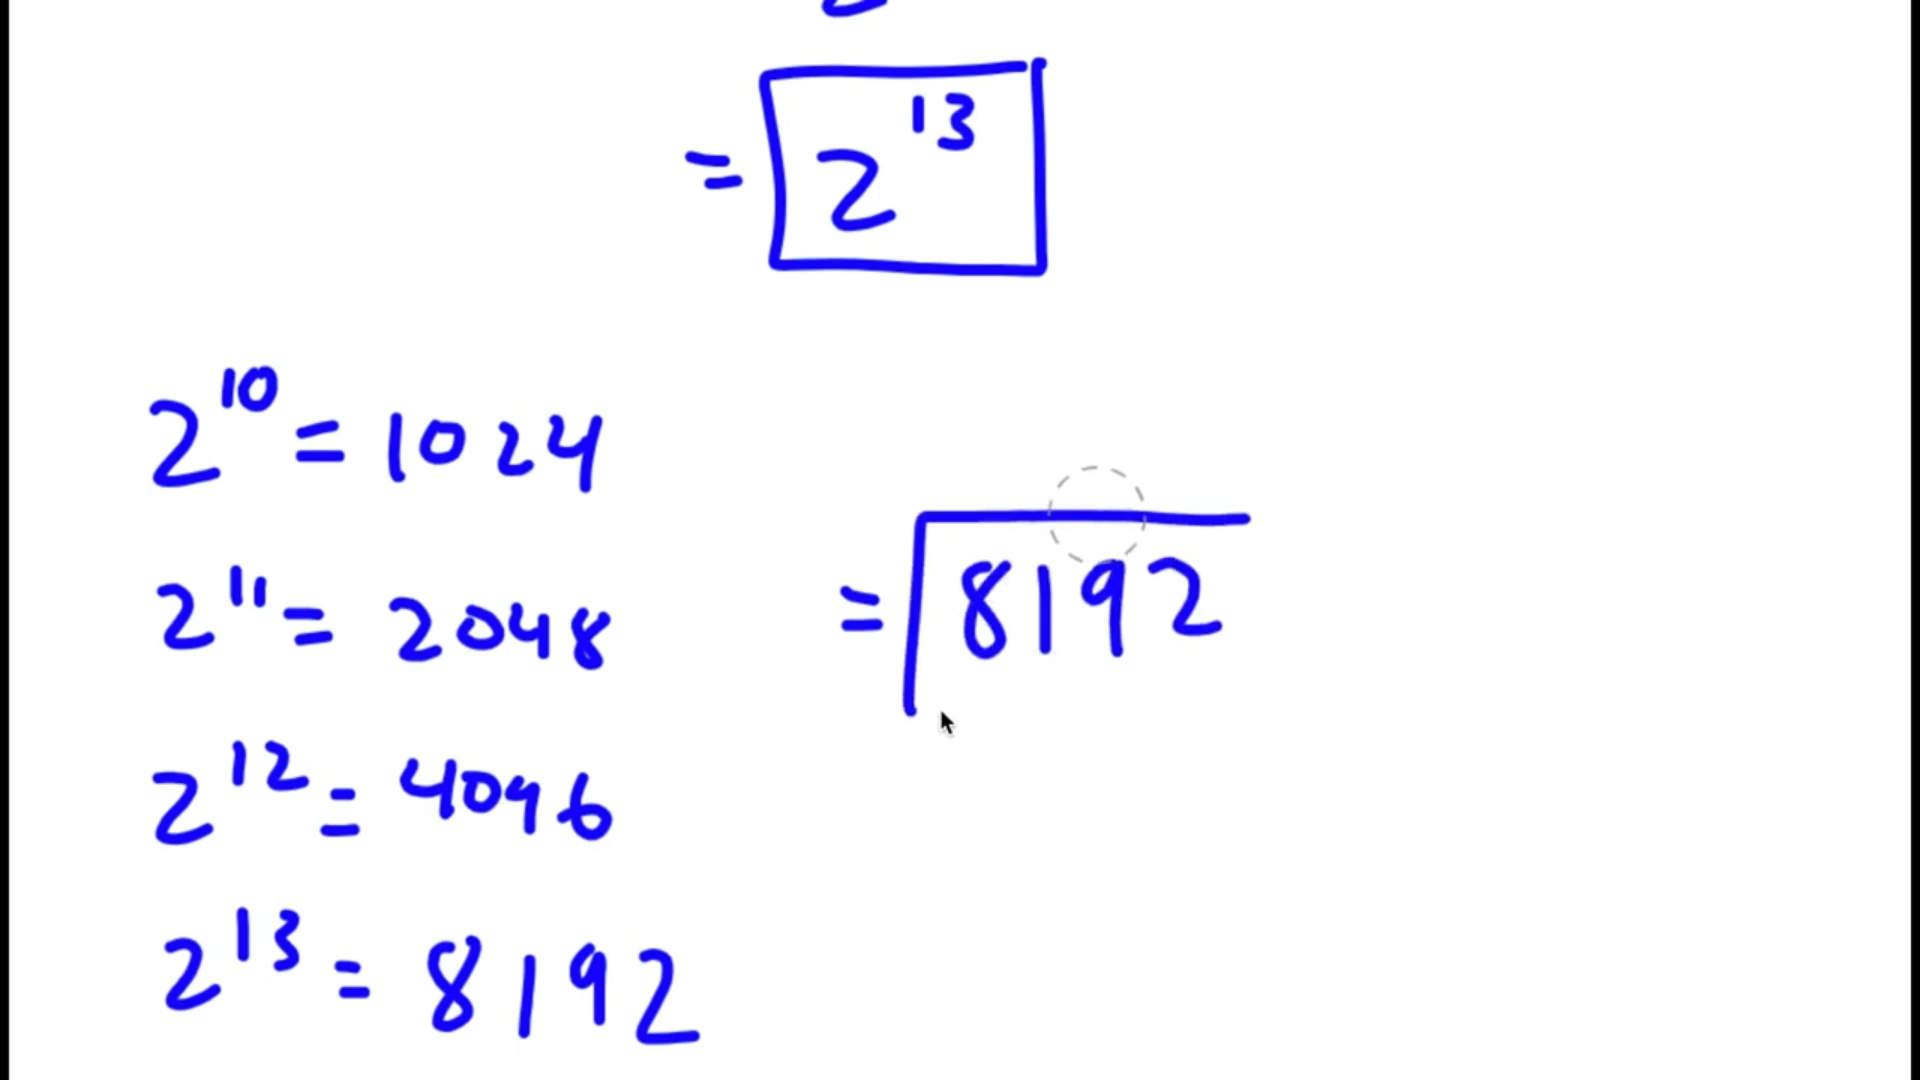 = 2^13
2^10 = 1024
2^11 = 2048
= 8192
2^12 = 4096
2^13 = 8192